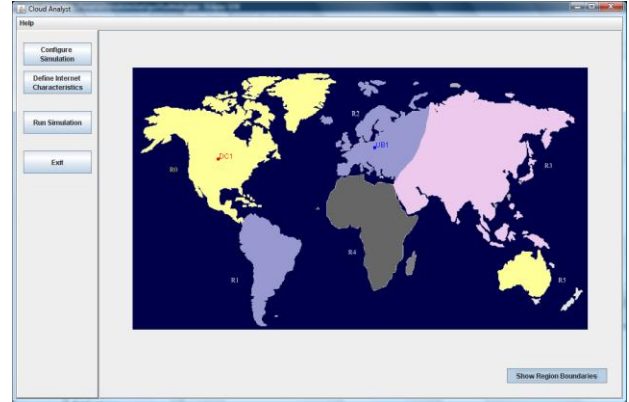 Cloud Analyst
Help
Configure
Simulation
Define Internet
Characteristics
Run Simulation
Exit
R2
UB1
DC1
R0
R3
R4
R1
R5
Show Region Boundaries